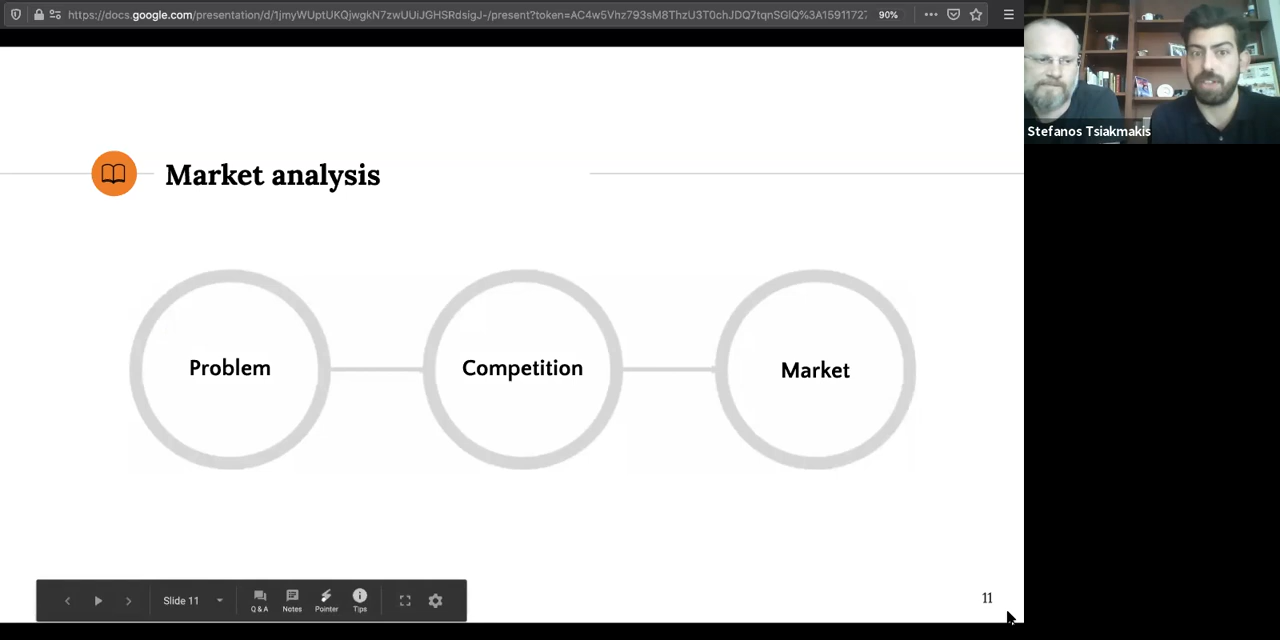 https://docs.google.com/presentation/d/1jmyWUptUKQjwgkN7zwUUiJGHSRdsigJ-/present?token=AC4w5Vhz793sM8ThzU3T0chJDQ7tqnSGlQ%3A15911727
90%
Stefanos Tsiakmakis
Market analysis
Problem
Competition
Market
Slide 11
Q & A
Notes
Pointer
Tips
11